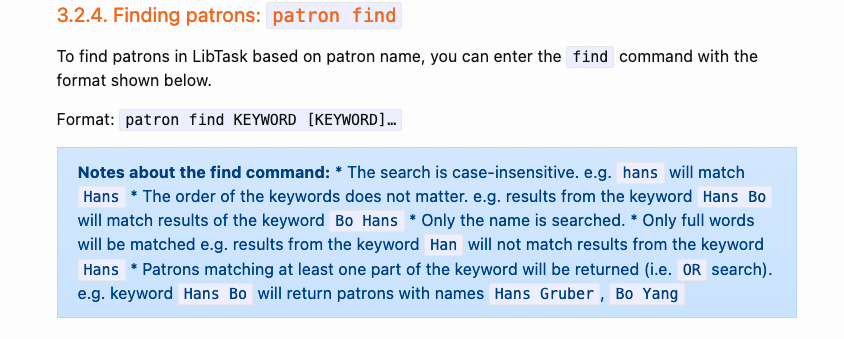 3.2.4. Finding patrons: patron find
To find patrons in LibTask based on patron name, you can enter the find command with the
format shown below.
Format: patron find KEYWORD [KEYWORD]…
Notes about the find command: * The search is case-insensitive. e.g. hans will match
Hans * The order of the keywords does not matter. e.g. results from the keyword Hans Bo
will match results of the keyword Bo Hans * Only the name is searched. * Only full words
will be matched e.g. results from the keyword Han will not match results from the keyword
Hans * Patrons matching at least one part of the keyword will be returned (i.e. OR search).
e.g. keyword Hans Bo will return patrons with names Hans Gruber , Bo Yang